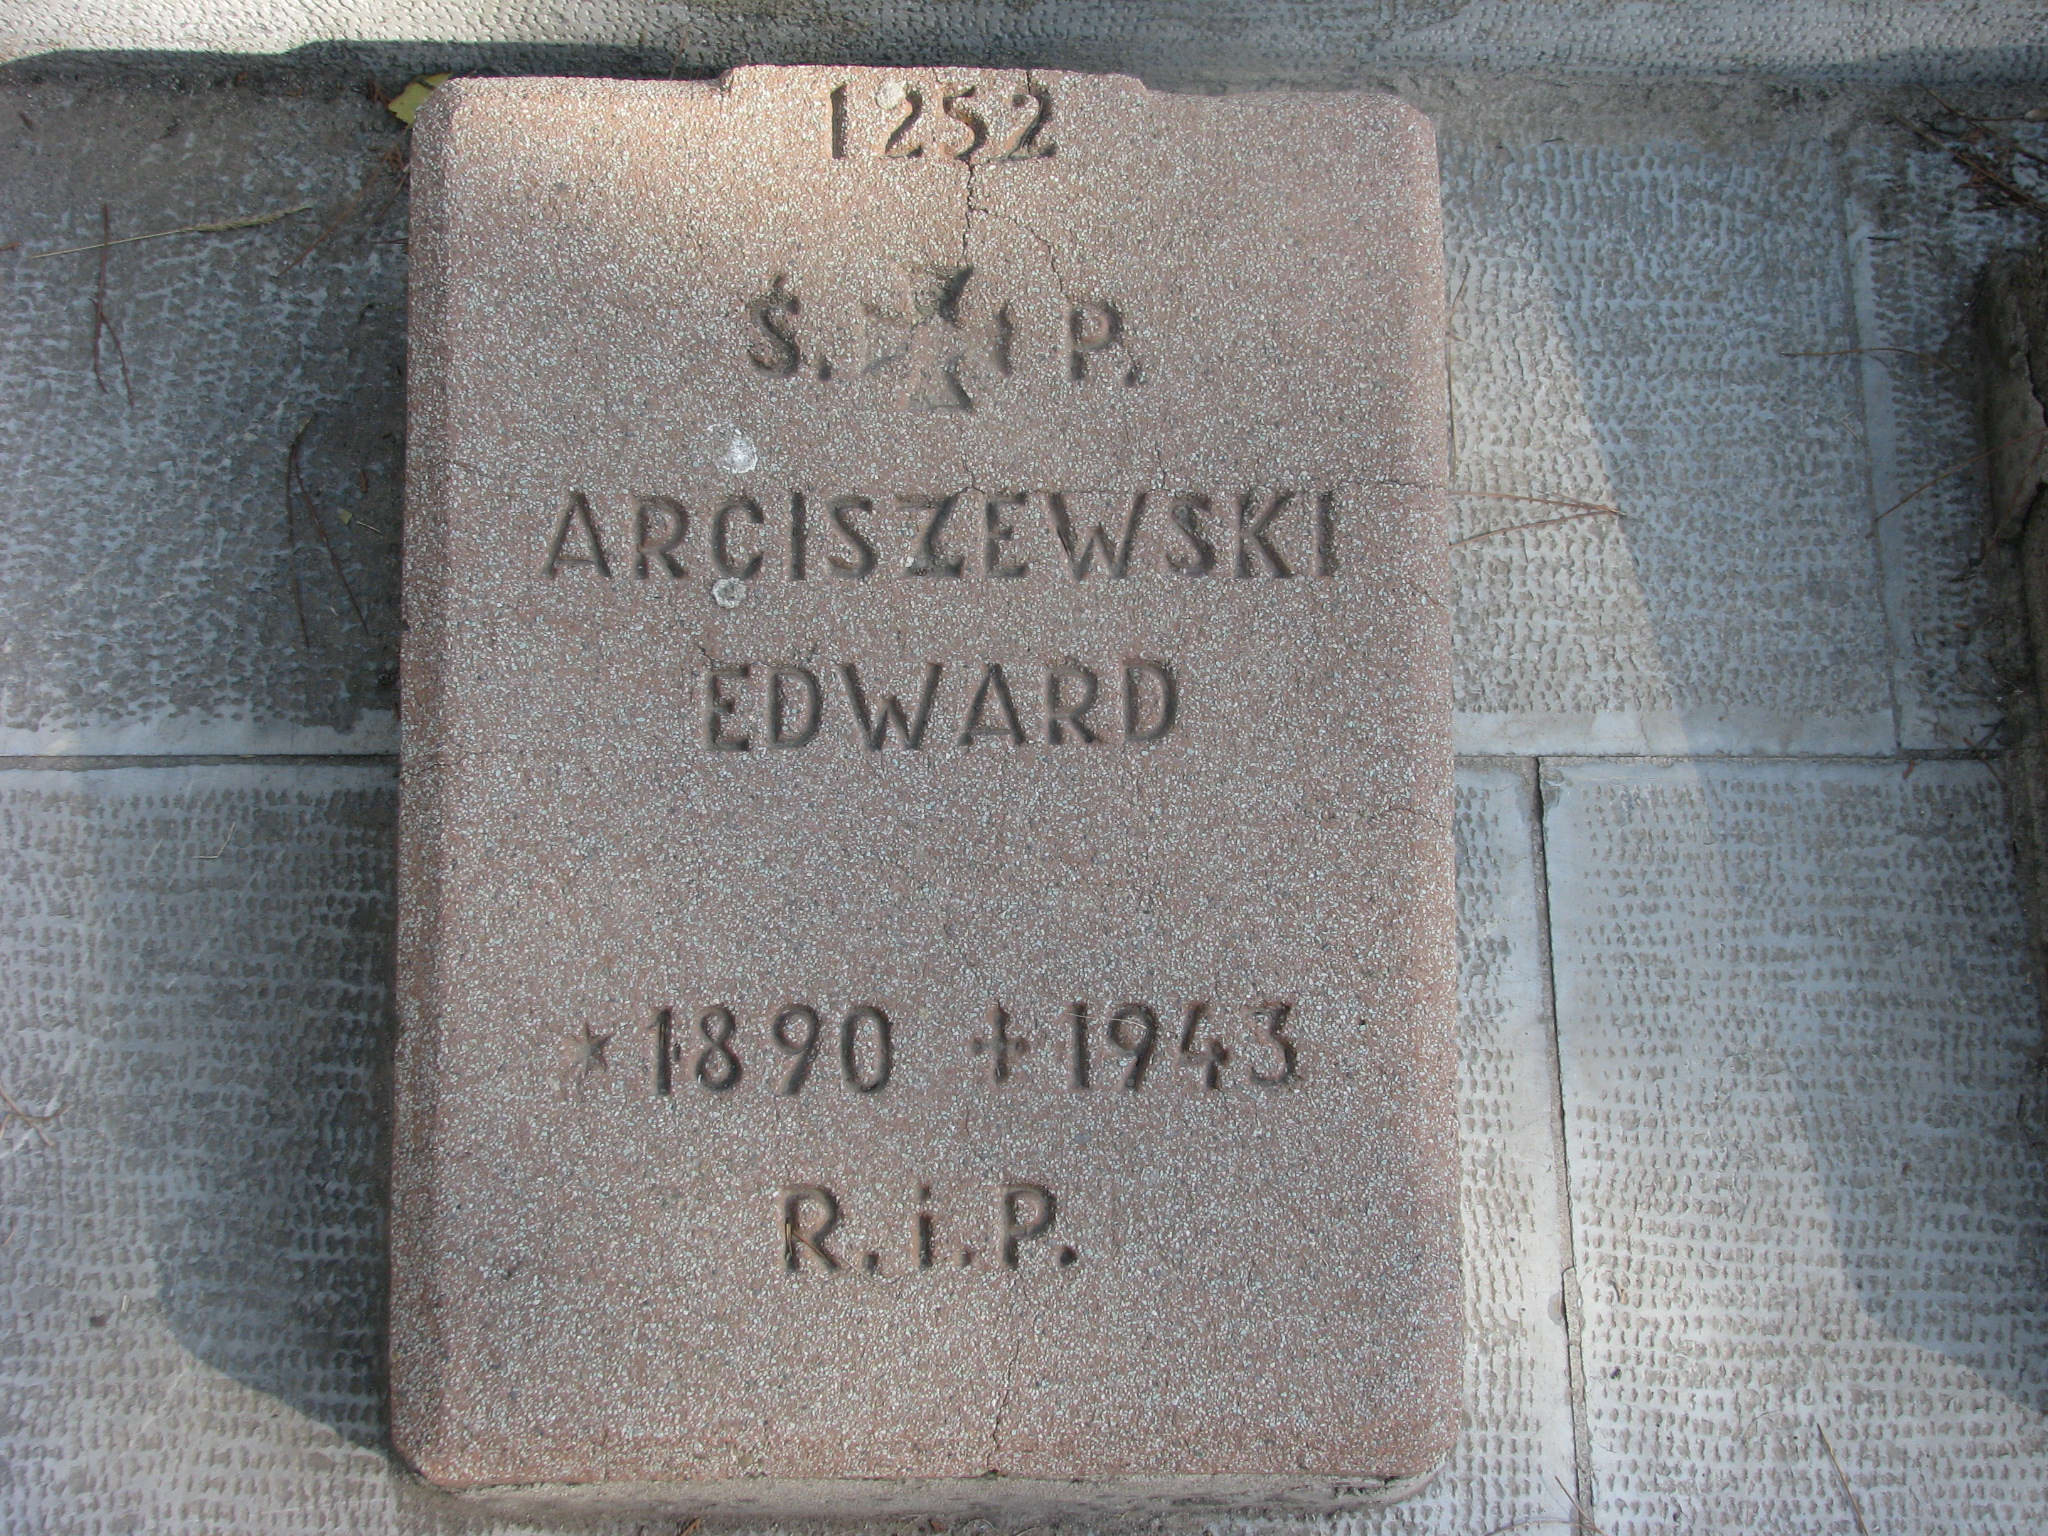 1252
Ś. P.
ARCISZEWSKI
EDWARD
1890 1943
R.i.P.